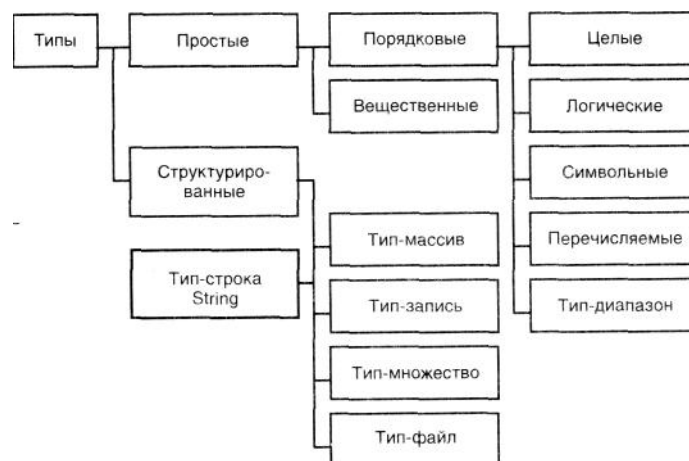 Типы
Простые
Порядковые
Целые
Вещественные
Логические
Структуриро-
ванные
Символьные
Тип-массив
Перечисляемые
Тип-строка
String
Тип-запись
Тип-диапазон
Тип-множество
Тип-файл